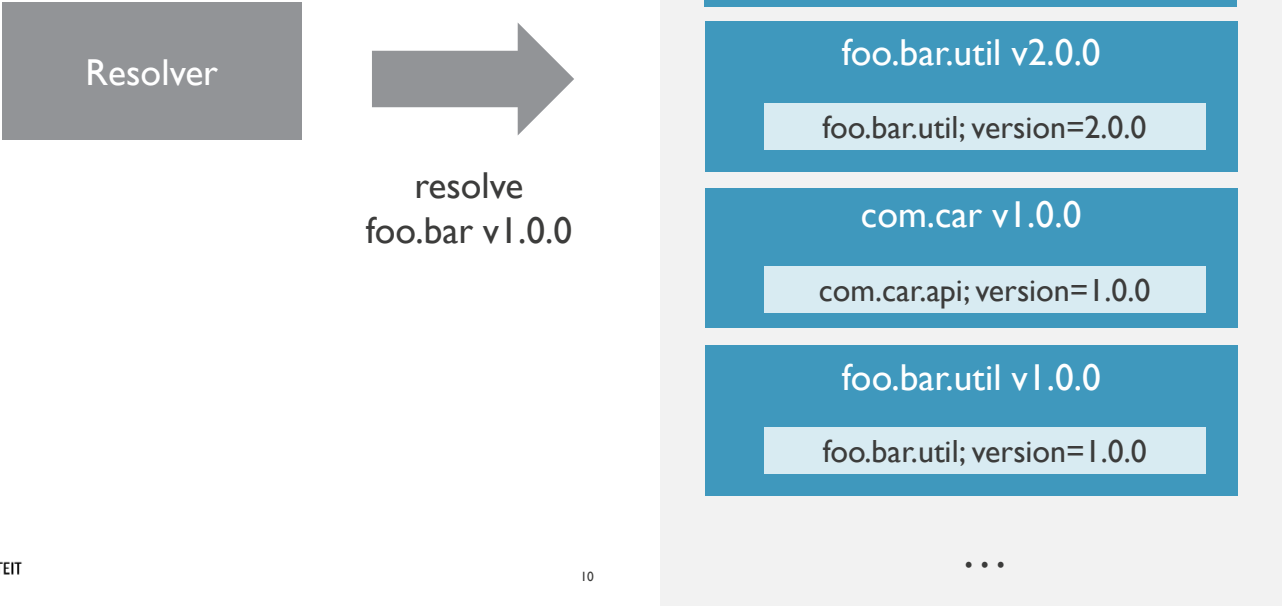 Resolver
resolve
foo.bar v1.0.0
foo.bar.util v2.0.0
foo.bar.util; version=2.0.0
com.car v1.0.0
com.car.api; version=1.0.0
foo.bar.util v1.0.0
foo.bar.util; version=1.0.0
...
TEIT
10